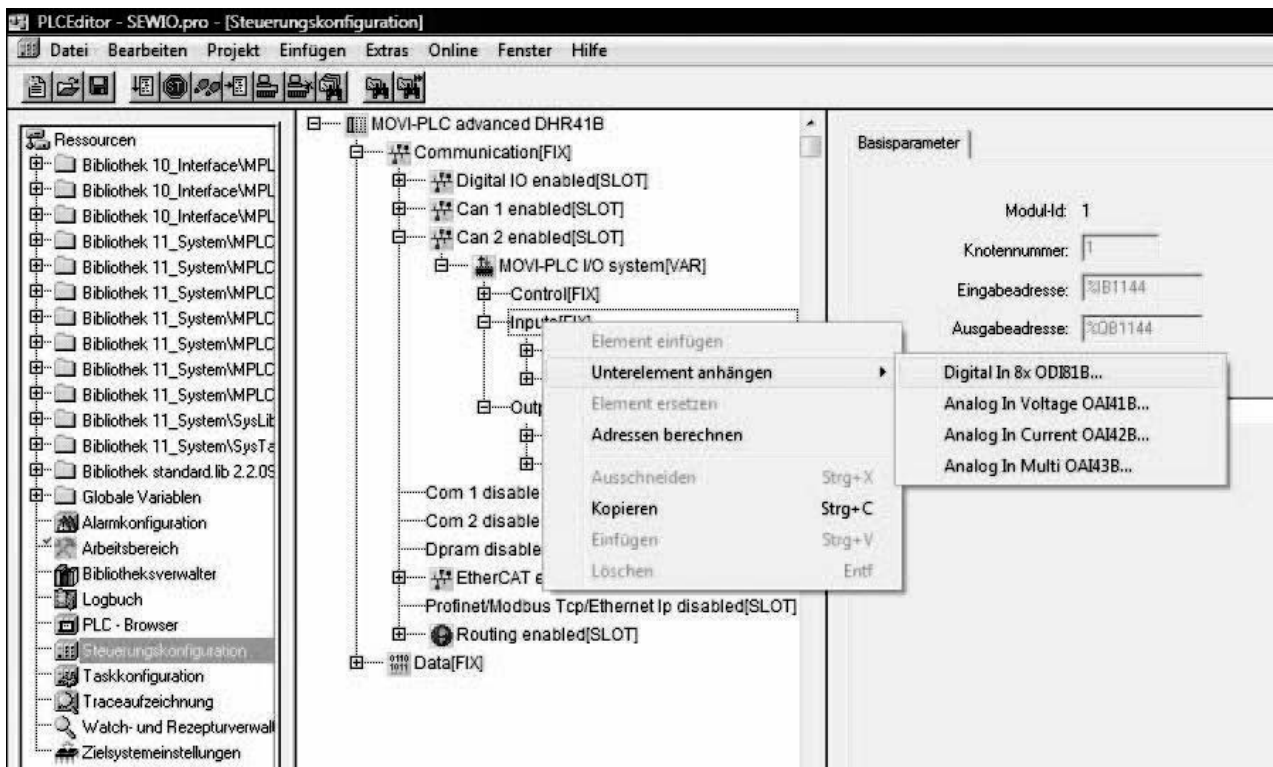 PLCEditor - SEWIO.pro - [Steuerungskonfiguration]
Datei Bearbeiten Projekt Einfügen Extras Online Fenster Hilfe
Ressourcen
Bibliothek 10_Interface\MPL
Bibliothek 10_Interface\MPL
Bibliothek 10_Interface\MPL
Bibliothek 11_System\MPLC
Bibliothek 11_System\MPLC
Bibliothek 11_System\MPLC
Bibliothek 11_System\MPLC
Bibliothek 11_System\MPLC
Bibliothek 11_System\MPLC
Bibliothek 11_System\MPLC
Bibliothek 11_System\SysLib
Bibliothek 11_System\SysTa
Bibliothek standard.lib 2.2.09
Globale Variablen
Alarmkonfiguration
Arbeitsbereich
Bibliotheksverwalter
Logbuch
PLC - Browser
Steuerungskonfiguration
Taskkonfiguration
Traceaufzeichnung
Watch- und Rezepturverwalt
Zielsystemeinstellungen
MOVI-PLC advanced DHR41B
Communication[FIX]
Digital IO enabled[SLOT]
Can 1 enabled[SLOT]
Can 2 enabled[SLOT]
MOVI-PLC I/O system[VAR]
Control[FIX]
Inputs[FIX]
Outp
Com 1 disable
Com 2 disable
Dpram disable
EtherCAT e
Profinet/Modbus Tcp/Ethernet Ip disabled[SLOT]
Routing enabled[SLOT]
Data[FIX]
Element einfügen
Unterelement anhängen
Element ersetzen
Adressen berechnen
Ausschneiden Strg+X
Kopieren Strg+C
Einfügen Strg+V
Löschen Entf
Digital In 8x ODI81B...
Analog In Voltage OAI41B...
Analog In Current OAI42B...
Analog In Multi OAI43B...
Basisparameter
Modul-Id: 1
Knotennummer: 1
Eingabeadresse: %IB1144
Ausgabeadresse: %QB1144